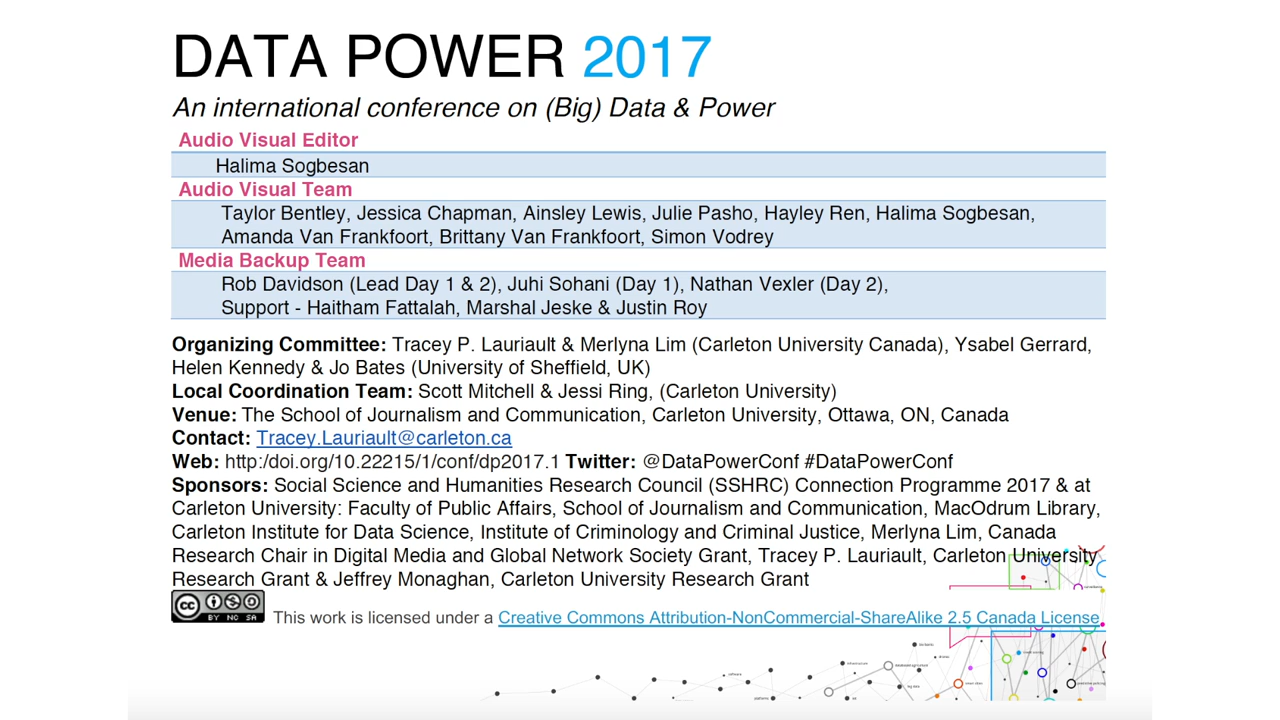 DATA POWER 2017
An international conference on (Big) Data & Power
Audio Visual Editor
Halima Sogbesan
Audio Visual Team
Taylor Bentley, Jessica Chapman, Ainsley Lewis, Julie Pasho, Hayley Ren, Halima Sogbesan,
Amanda Van Frankfoort, Brittany Van Frankfoort, Simon Vodrey
Media Backup Team
Rob Davidson (Lead Day 1 & 2), Juhi Sohani (Day 1), Nathan Vexler (Day 2),
Support - Haitham Fattalah, Marshal Jeske & Justin Roy
Organizing Committee: Tracey P. Lauriault & Merlyna Lim (Carleton University Canada), Ysabel Gerrard,
Helen Kennedy & Jo Bates (University of Sheffield, UK)
Local Coordination Team: Scott Mitchell & Jessi Ring, (Carleton University)
Venue: The School of Journalism and Communication, Carleton University, Ottawa, ON, Canada
Contact: Tracey.Lauriault@carleton.ca
Web: http:/doi.org/10.22215/1/conf/dp2017.1 Twitter: @DataPowerConf #DataPowerConf
Sponsors: Social Science and Humanities Research Council (SSHRC) Connection Programme 2017 & at
Carleton University: Faculty of Public Affairs, School of Journalism and Communication, MacOdrum Library,
Carleton Institute for Data Science, Institute of Criminology and Criminal Justice, Merlyna Lim, Canada
Research Chair in Digital Media and Global Network Society Grant, Tracey P. Lauriault, Carleton University
Research Grant & Jeffrey Monaghan, Carleton University Research Grant
cc BY NC SA
This work is licensed under a Creative Commons Attribution-NonCommercial-ShareAlike 2.5 Canada License